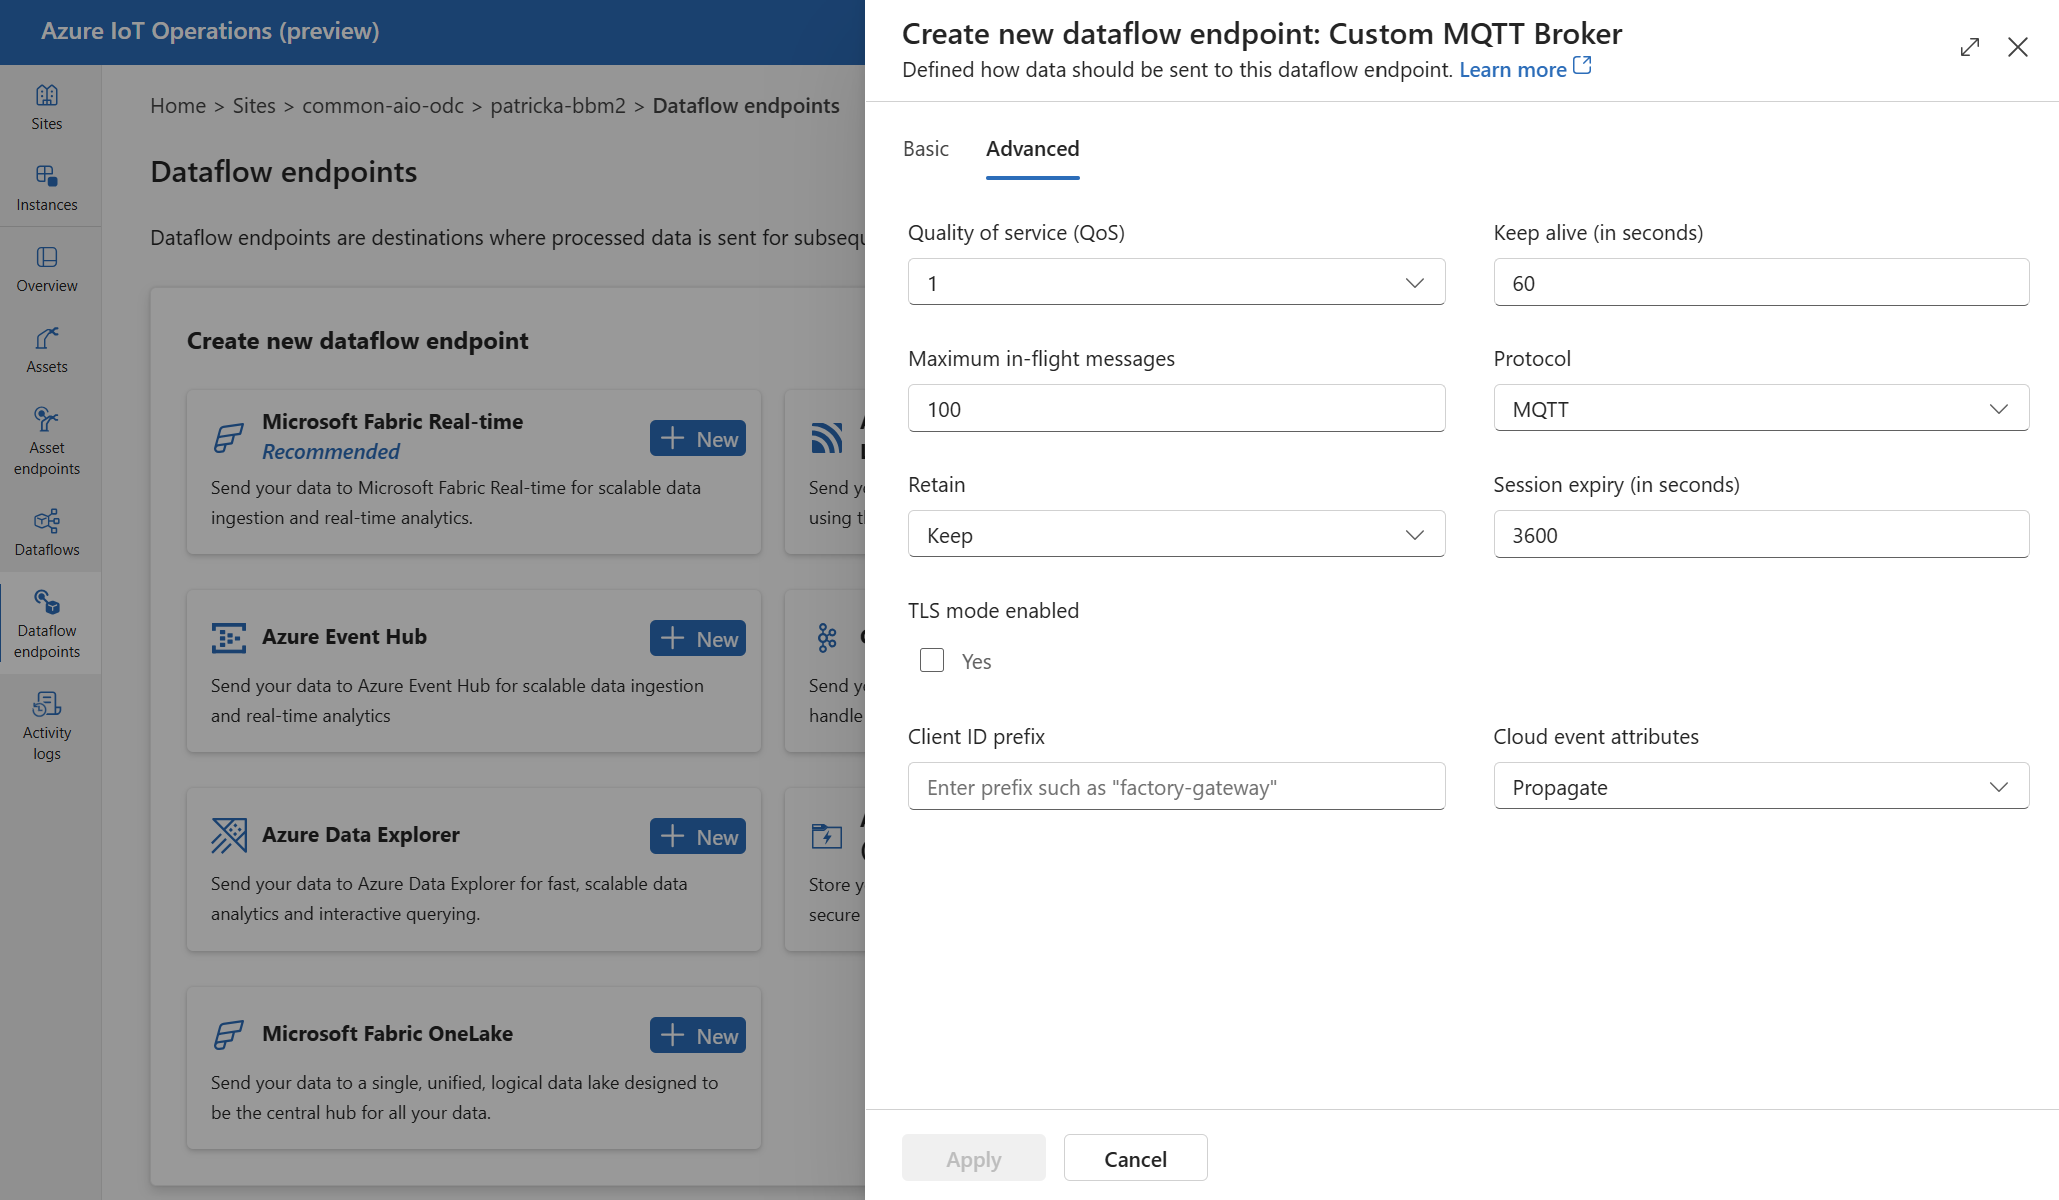 Azure IoT Operations (preview)
Sites
Instances
Overview
Assets
Asset
endpoints
Dataflows
Dataflow
endpoints
Activity
logs
Home > Sites > common-aio-odc > patricka-bbm2 > Dataflow endpoints
Dataflow endpoints
Dataflow endpoints are destinations where processed data is sent for
Create new dataflow endpoint
Microsoft Fabric Real-time
Recommended
+ New
Send your data to Microsoft Fabric Real-time for scalable data
ingestion and real-time analytics.
Send
using
Azure Event Hub
+ New
Send your data to Azure Event Hub for scalable data ingestion
and real-time analytics
Send
handle
Azure Data Explorer
+ New
Send your data to Azure Data Explorer for fast, scalable data
analytics and interactive querying.
Store
secure
Microsoft Fabric OneLake
+ New
Send your data to a single, unified, logical data lake designed to
be the central hub for all your data.
Create new dataflow endpoint: Custom MQTT Broker
Defined how data should be sent to this dataflow endpoint. Learn more
Basic
Advanced
Quality of service (QoS)
1
Keep alive (in seconds)
60
Maximum in-flight messages
100
Protocol
MQTT
Retain
Keep
Session expiry (in seconds)
3600
TLS mode enabled
Yes
Client ID prefix
Enter prefix such as "factory-gateway"
Cloud event attributes
Propagate
Apply
Cancel